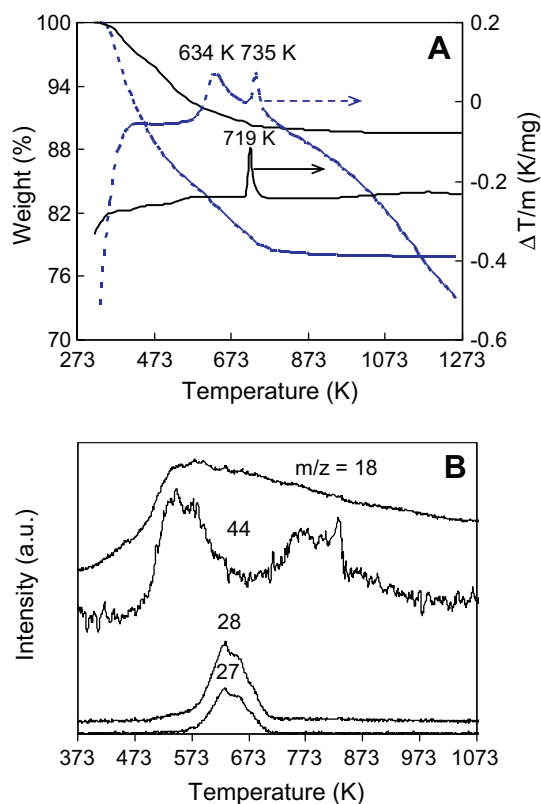 A
634 K 735 K
719 K
Weight (%)
100
94
88
82
76
70
0.2
0
-0.2
-0.4
-0.6
Δ T/m (K/mg)
273 473 673 873 1073 1273
Temperature (K)
B
m/z = 18
44
28
27
Intensity (a.u.)
373 473 573 673 773 873 973 1073
Temperature (K)